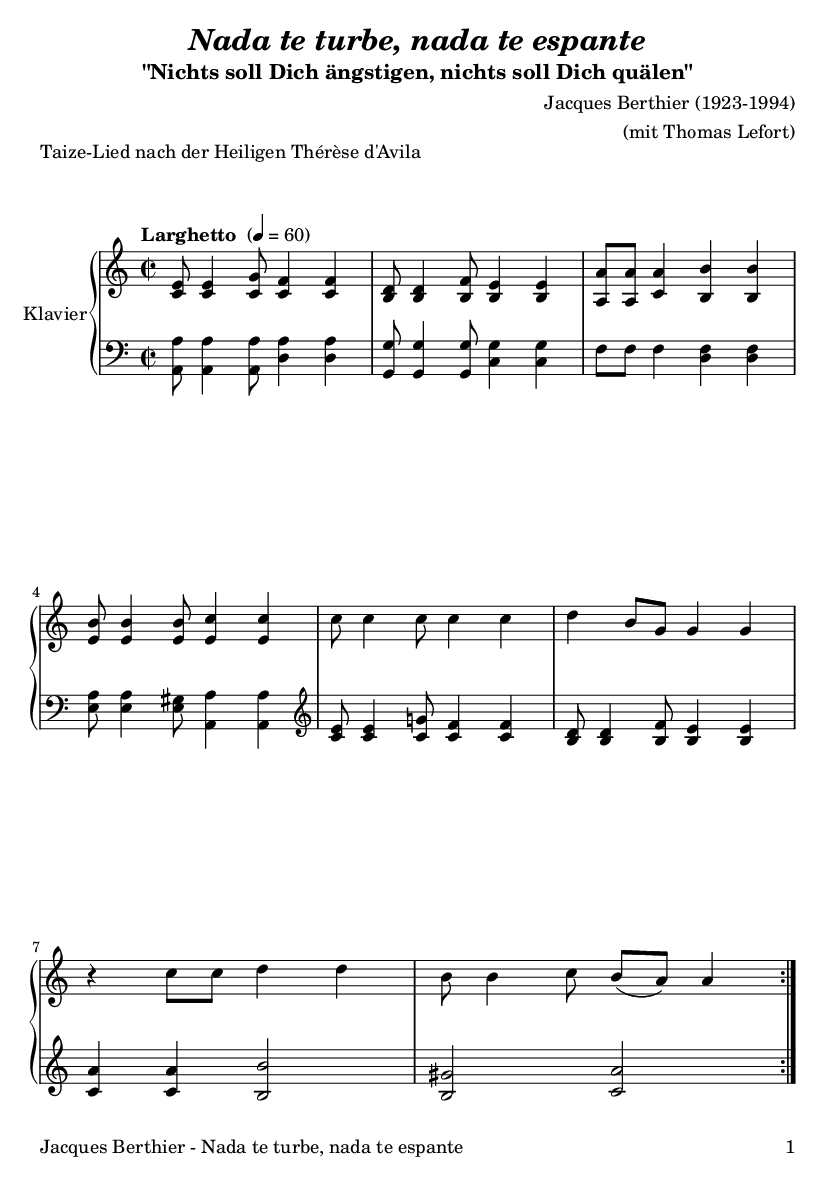 Nada te turbe, nada te espante
"Nichts soll Dich ängstigen, nichts soll Dich quälen"
Jacques Berthier (1923-1994)
(mit Thomas Lefort)
Taize-Lied nach der Heiligen Thérèse d'Avila
Larghetto (♩ = 60)
Klavier
4
7
Jacques Berthier - Nada te turbe, nada te espante 1